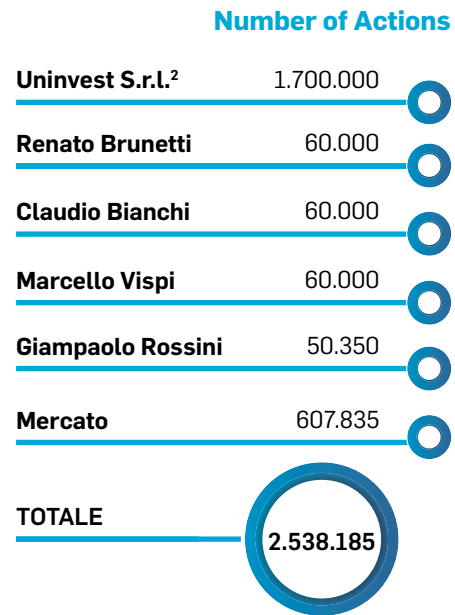 Number of Actions
Uninvest S.r.l.² 1.700.000
Renato Brunetti 60.000
Claudio Bianchi 60.000
Marcello Vispi 60.000
Giampaolo Rossini 50.350
Mercato 607.835
TOTALE 2.538.185